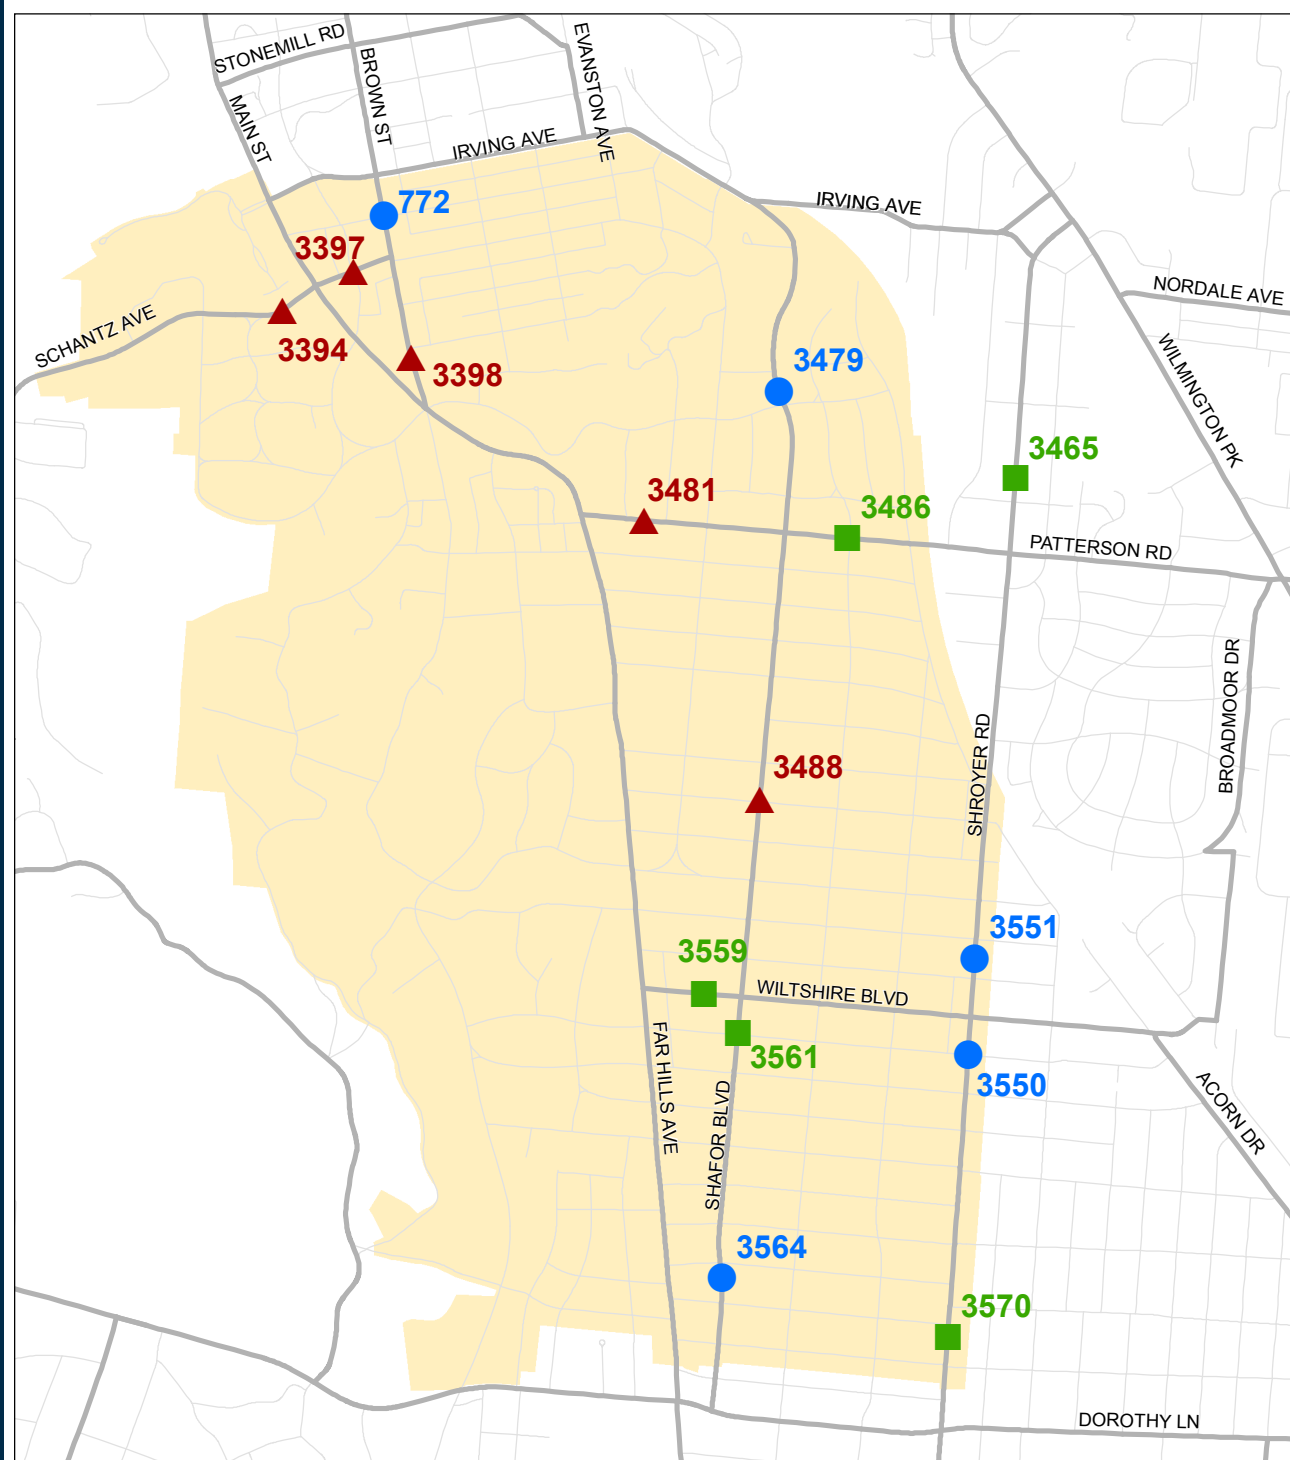 STONEMILL RD
BROWN ST
EVANSTON AVE
MAIN ST
IRVING AVE
IRVING AVE
772
3397
NORDALE AVE
SCHANTZ AVE
3394
3398
3479
WILMINGTON PK
3465
3481
3486
PATTERSON RD
BROADMOOR DR
SHROYER RD
3488
3551
3559
WILTSHIRE BLVD
FAR HILLS AVE
3561
3550
ACORN DR
SHAFOR BLVD
3564
3570
DOROTHY LN